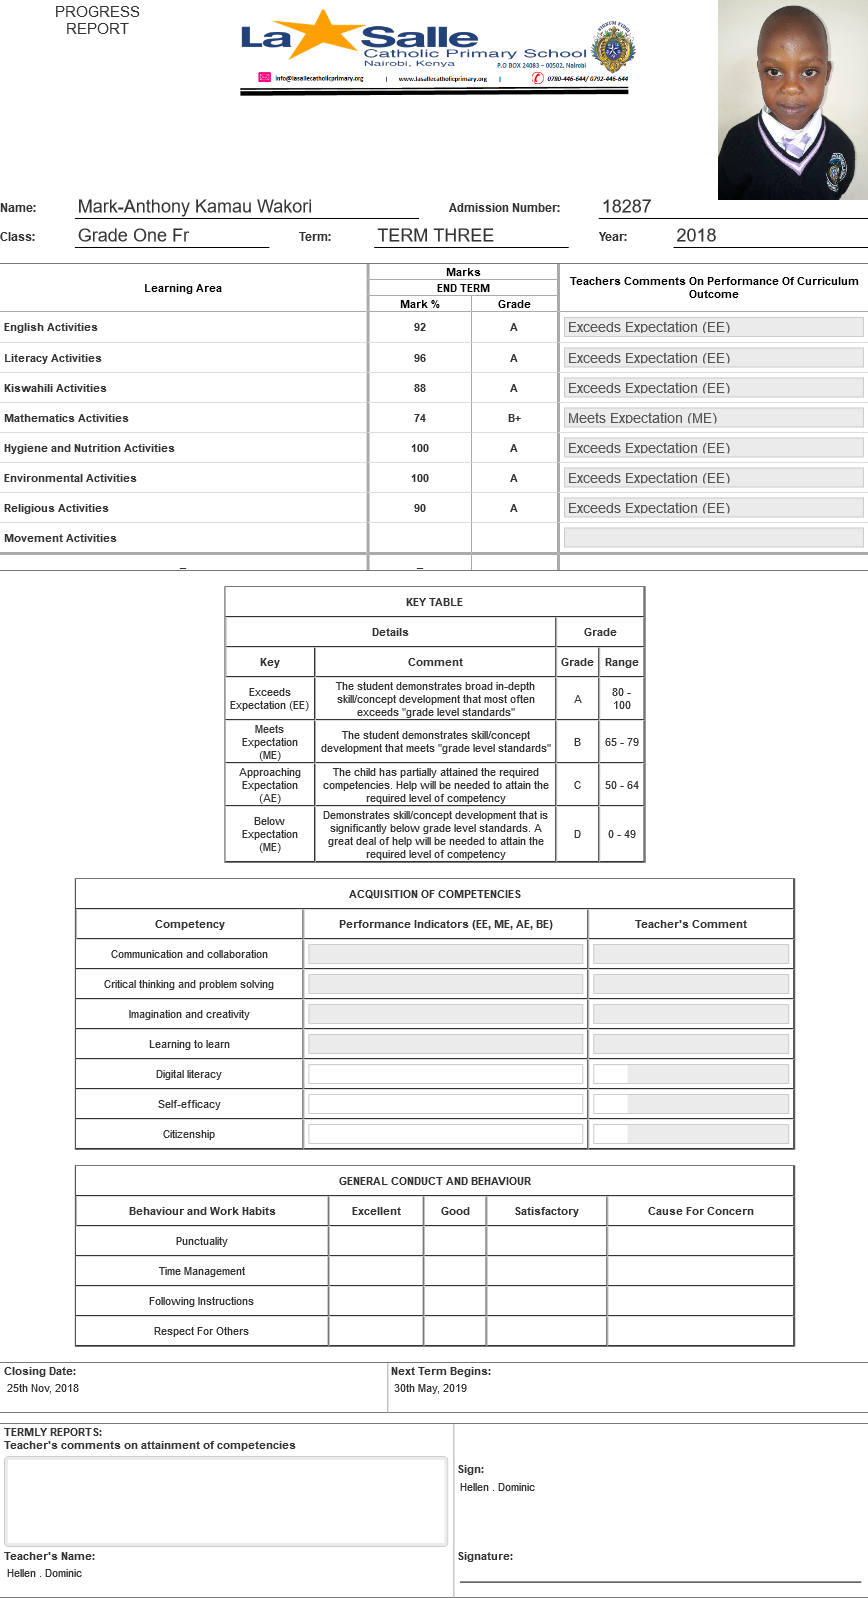 PROGRESS
REPORT
La Salle
Catholic Primary School
Nairobi, Kenya
P.O BOX 24083 – 00502, Nairobi
info@lasallecatholicprimary.org | www.lasallecatholicprimary.org | 0780-446-644/ 0792-446-644
Name: Mark-Anthony Kamau Wakori Admission Number: 18287
Class: Grade One Fr Term: TERM THREE Year: 2018
Learning Area Marks Teachers Comments On Performance Of Curriculum Outcome
END TERM
Mark % Grade
English Activities 92 A Exceeds Expectation (EE)
Literacy Activities 96 A Exceeds Expectation (EE)
Kiswahili Activities 88 A Exceeds Expectation (EE)
Mathematics Activities 74 B+ Meets Expectation (ME)
Hygiene and Nutrition Activities 100 A Exceeds Expectation (EE)
Environmental Activities 100 A Exceeds Expectation (EE)
Religious Activities 90 A Exceeds Expectation (EE)
Movement Activities
_ _
KEY TABLE
Details Grade
Key Comment Grade Range
Exceeds Expectation (EE) The student demonstrates broad in-depth skill/concept development that most often exceeds "grade level standards" A 80 - 100
Meets Expectation (ME) The student demonstrates skill/concept development that meets "grade level standards" B 65 - 79
Approaching Expectation (AE) The child has partially attained the required competencies. Help will be needed to attain the required level of competency C 50 - 64
Below Expectation (ME) Demonstrates skill/concept development that is significantly below grade level standards. A great deal of help will be needed to attain the required level of competency D 0 - 49
ACQUISITION OF COMPETENCIES
Competency Performance Indicators (EE, ME, AE, BE) Teacher's Comment
Communication and collaboration
Critical thinking and problem solving
Imagination and creativity
Learning to learn
Digital literacy
Self-efficacy
Citizenship
GENERAL CONDUCT AND BEHAVIOUR
Behaviour and Work Habits Excellent Good Satisfactory Cause For Concern
Punctuality
Time Management
Following Instructions
Respect For Others
Closing Date: Next Term Begins:
25th Nov, 2018 30th May, 2019
TERMLY REPORTS:
Teacher's comments on attainment of competencies
Sign:
Hellen . Dominic
Teacher's Name: Signature:
Hellen . Dominic